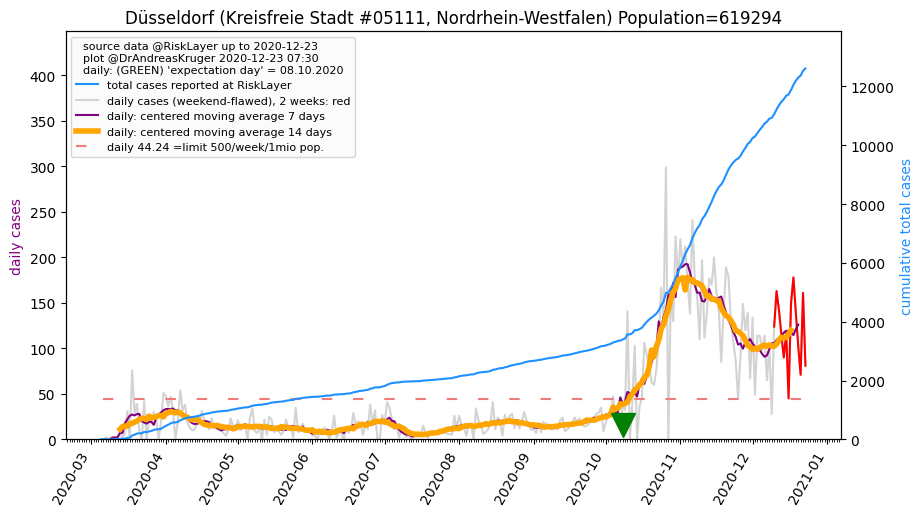 Düsseldorf (Kreisfreie Stadt #05111, Nordrhein-Westfalen) Population=619294
source data @RiskLayer up to 2020-12-23
plot @DrAndreasKruger 2020-12-23 07:30
daily: (GREEN) 'expectation day' = 08.10.2020
total cases reported at RiskLayer
daily cases (weekend-flawed), 2 weeks: red
daily: centered moving average 7 days
daily: centered moving average 14 days
daily 44.24 =limit 500/week/1mio pop.
daily cases
400
350
300
250
200
150
100
50
0
cumulative total cases
12000
10000
8000
6000
4000
2000
0
2020-03
2020-04
2020-05
2020-06
2020-07
2020-08
2020-09
2020-10
2020-11
2020-12
2021-01